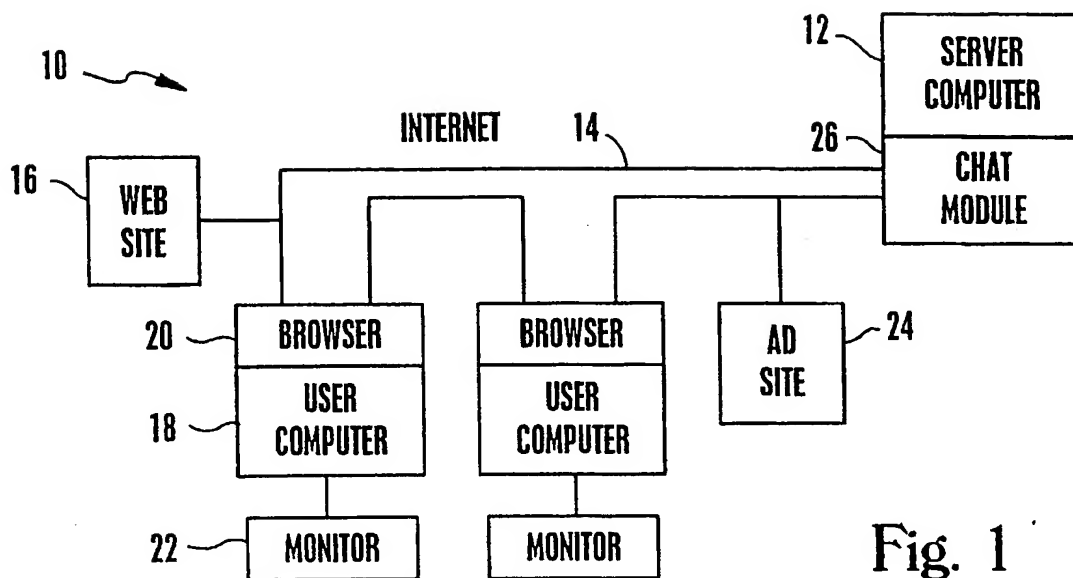 12
SERVER
COMPUTER
10
INTERNET
14
26
CHAT
MODULE
16
WEB
SITE
20
BROWSER
BROWSER
AD
SITE
24
18
USER
COMPUTER
USER
COMPUTER
22
MONITOR
MONITOR
Fig. 1